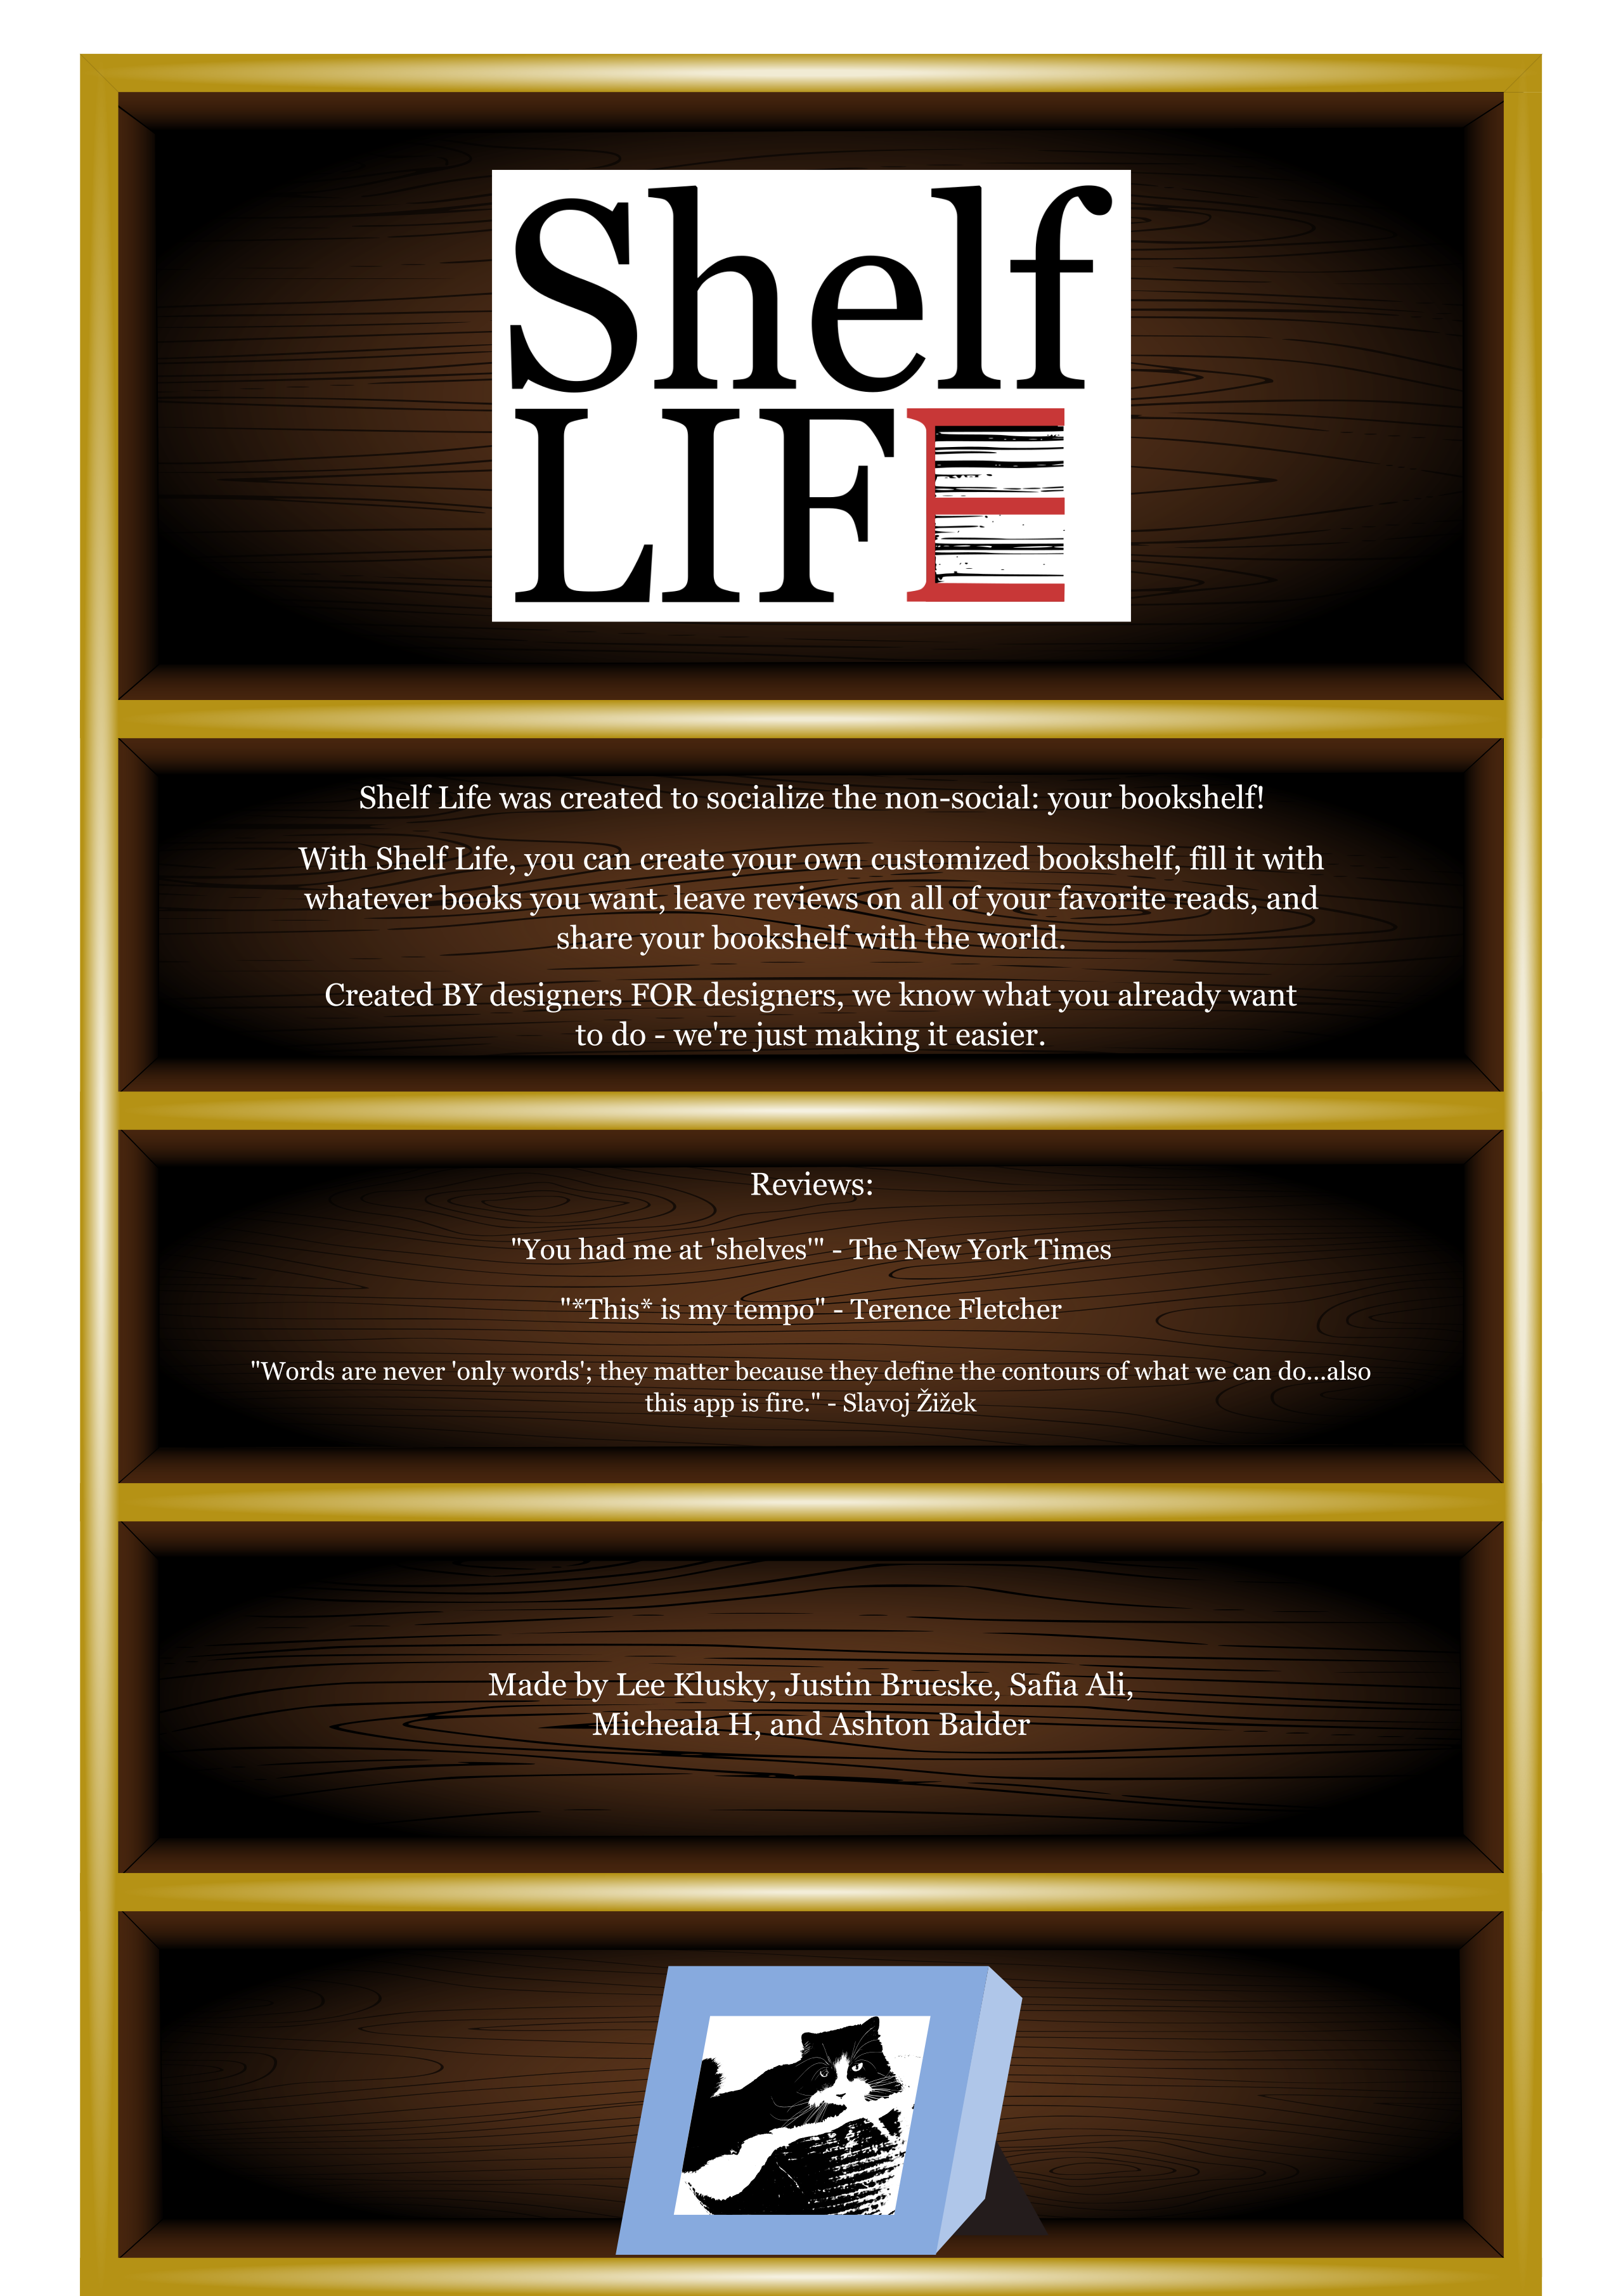 Shelf
LIFE
Shelf Life was created to socialize the non-social: your bookshelf!
With Shelf Life, you can create your own customized bookshelf, fill it with
whatever books you want, leave reviews on all of your favorite reads, and
share your bookshelf with the world.
Created BY designers FOR designers, we know what you already want
to do - we're just making it easier.
Reviews:
"You had me at 'shelves'" - The New York Times
"*This* is my tempo" - Terence Fletcher
"Words are never 'only words'; they matter because they define the contours of what we can do...also
this app is fire." - Slavoj Žižek
Made by Lee Klusky, Justin Brueske, Safia Ali,
Micheala H, and Ashton Balder